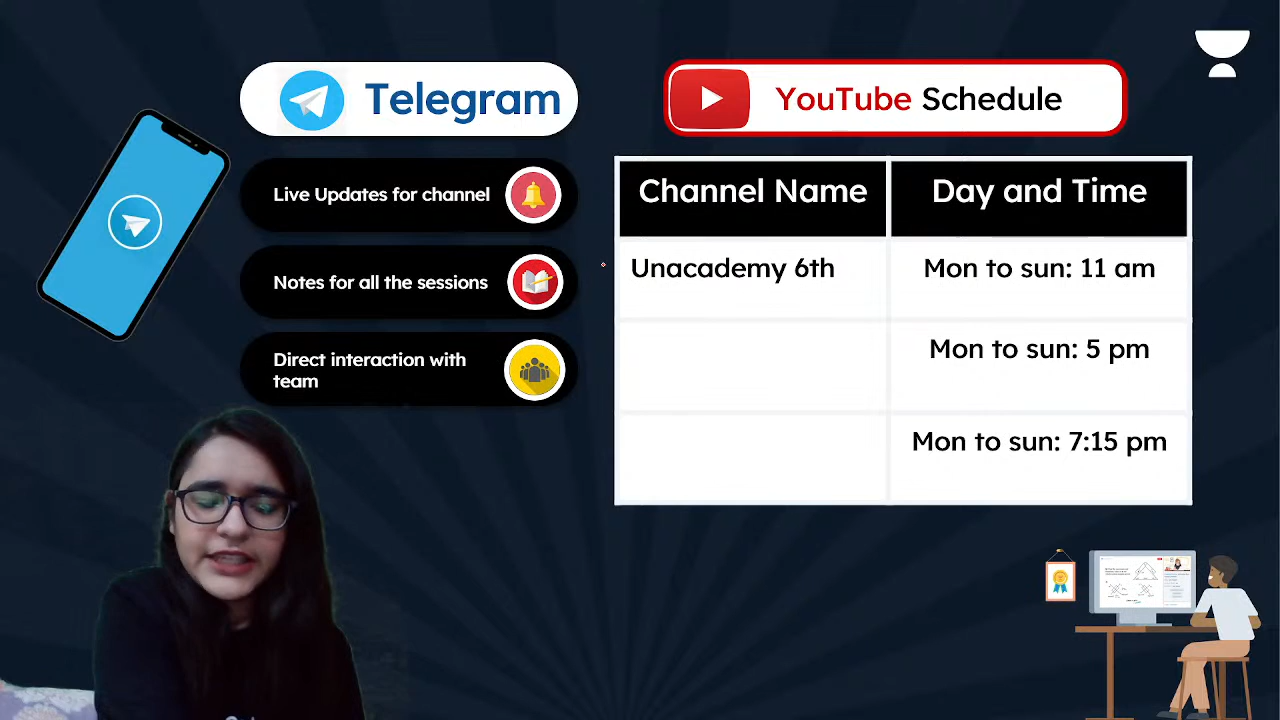 Telegram
Live Updates for channel
Notes for all the sessions
Direct interaction with
team
YouTube Schedule
Channel Name Day and Time
Unacademy 6th Mon to sun: 11 am
Mon to sun: 5 pm
Mon to sun: 7:15 pm